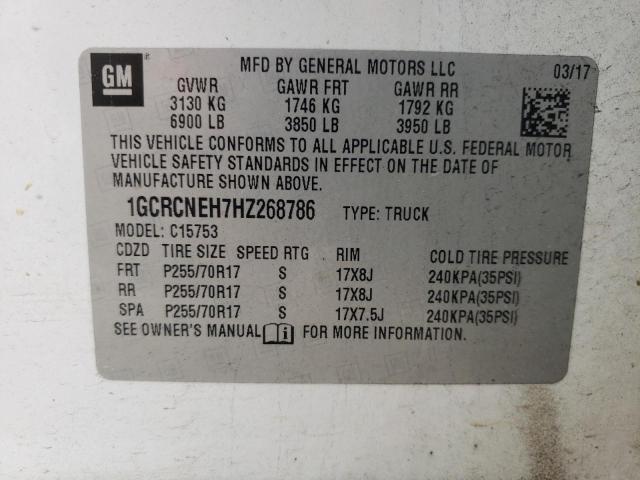 GM
MFD BY GENERAL MOTORS LLC 03/17
GVWR GAWR FRT GAWR RR
3130 KG 1746 KG 1792 KG
6900 LB 3850 LB 3950 LB
THIS VEHICLE CONFORMS TO ALL APPLICABLE U.S. FEDERAL MOTOR
VEHICLE SAFETY STANDARDS IN EFFECT ON THE DATE OF
MANUFACTURE SHOWN ABOVE.
1GCRCNEH7HZ268786 TYPE: TRUCK
MODEL: C15753
CDZD TIRE SIZE SPEED RTG RIM COLD TIRE PRESSURE
FRT P255/70R17 S 17X8J 240KPA(35PSI)
RR P255/70R17 S 17X8J 240KPA(35PSI)
SPA P255/70R17 S 17X7.5J 240KPA(35PSI)
SEE OWNER'S MANUAL i FOR MORE INFORMATION.